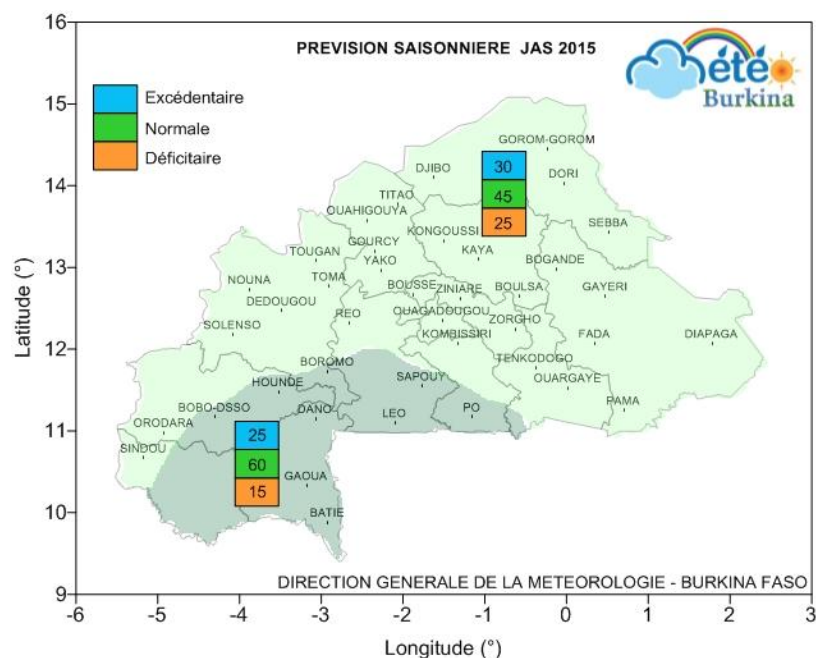 PREVISION SAISONNIERE JAS 2015
été
Burkina
Excédentaire
Normale
Déficitaire
Latitude (°)
16
15
14
13
12
11
10
9
GOROM-GOROM
DJIBO
30
DORI
TITAO
45
OUAHIGOUYA
KONGOUSSI
25
SEBBA
GOURCY
KAYA
TOUGAN
YAKO
BOGANDE
NOUNA
TOMA
BOUSSE
ZINIARE
BOULSA
GAYERI
DEDOUGOU
REO
OUAGADOUGOU
ZORGHO
SOLENSO
KOMBISSIRI
FADA
DIAPAGA
BOROMO
TENKODOGO
HOUNDE
SAPOUY
OUARGAYE
BOBO-DSSO
DANO
LEO
PO
PAMA
ORODARA
25
SINDOU
60
GAOUA
15
BATIE
DIRECTION GENERALE DE LA METEOROLOGIE - BURKINA FASO
-6 -5 -4 -3 -2 -1 0 1 2 3
Longitude (°)